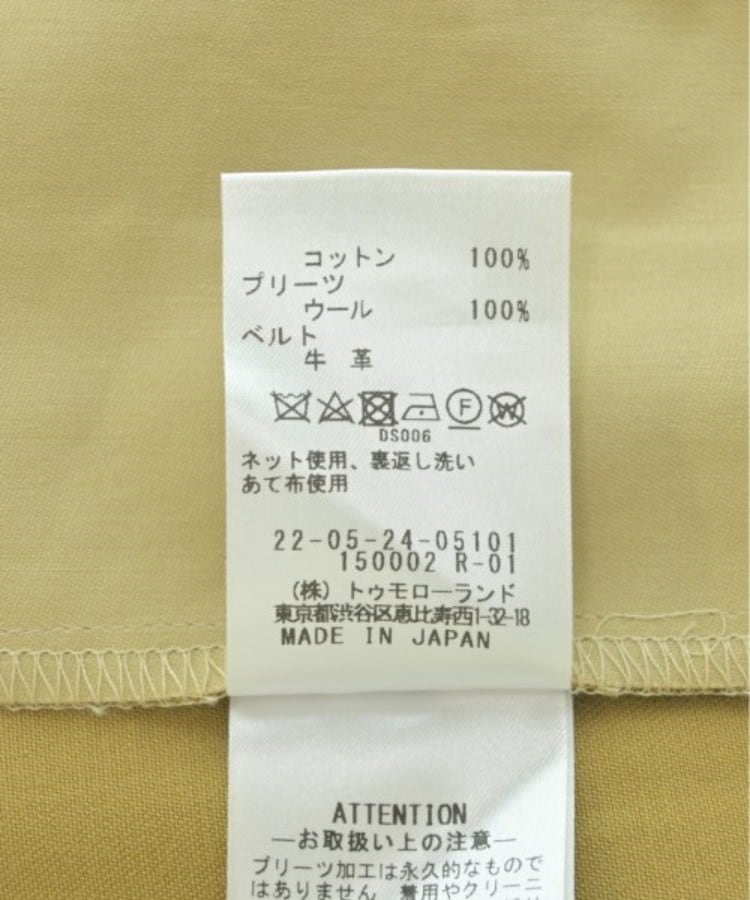 コットン 100%
プリーツ
ウール 100%
ベルト
牛 革
F W
DS006
ネット使用、裏返し洗い
あて布使用
22-05-24-05101
150002 R-01
(株) トゥモローランド
東京都渋谷区恵比寿西1-32-18
MADE IN JAPAN
ATTENTION
―お取扱い上の注意―
プリーツ加工は永久的なもので
はありません 着用やクリーニ